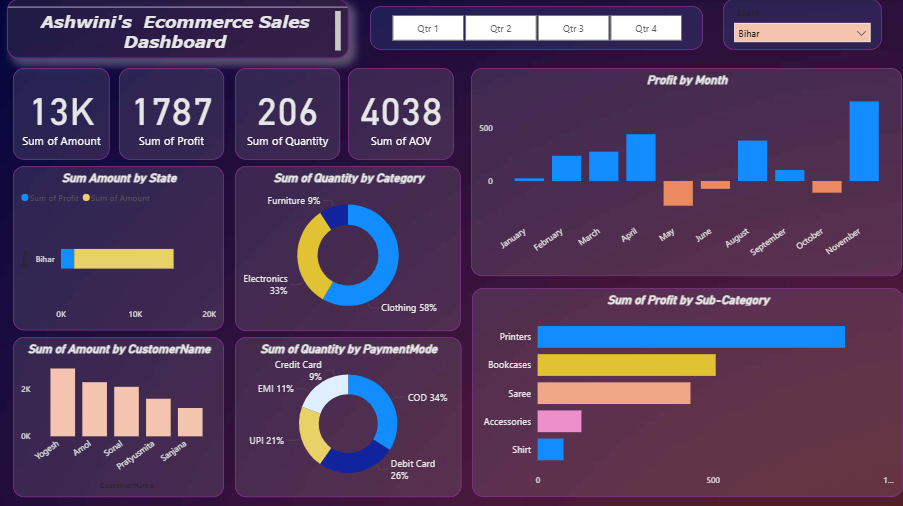 Ashwini's Ecommerce Sales
Dashboard
Qtr 1
Qtr 2
Qtr 3
Qtr 4
Bihar
13K
Sum of Amount
1787
Sum of Profit
206
Sum of Quantity
4038
Sum of AOV
Profit by Month
500
0
January
February
March
April
May
June
August
September
October
November
Sum Amount by State
Sum of Profit
Sum of Amount
Bihar
0K
10K
20K
Sum of Quantity by Category
Furniture 9%
Electronics
33%
Clothing 58%
Sum of Profit by Sub-Category
Printers
Bookcases
Saree
Accessories
Shirt
0
500
1...
Sum of Amount by CustomerName
2K
0K
Yogesh
Amol
Sonal
Pratyusmita
Sanjana
CustomerName
Sum of Quantity by PaymentMode
Credit Card
9%
EMI 11%
COD 34%
UPI 21%
Debit Card
26%